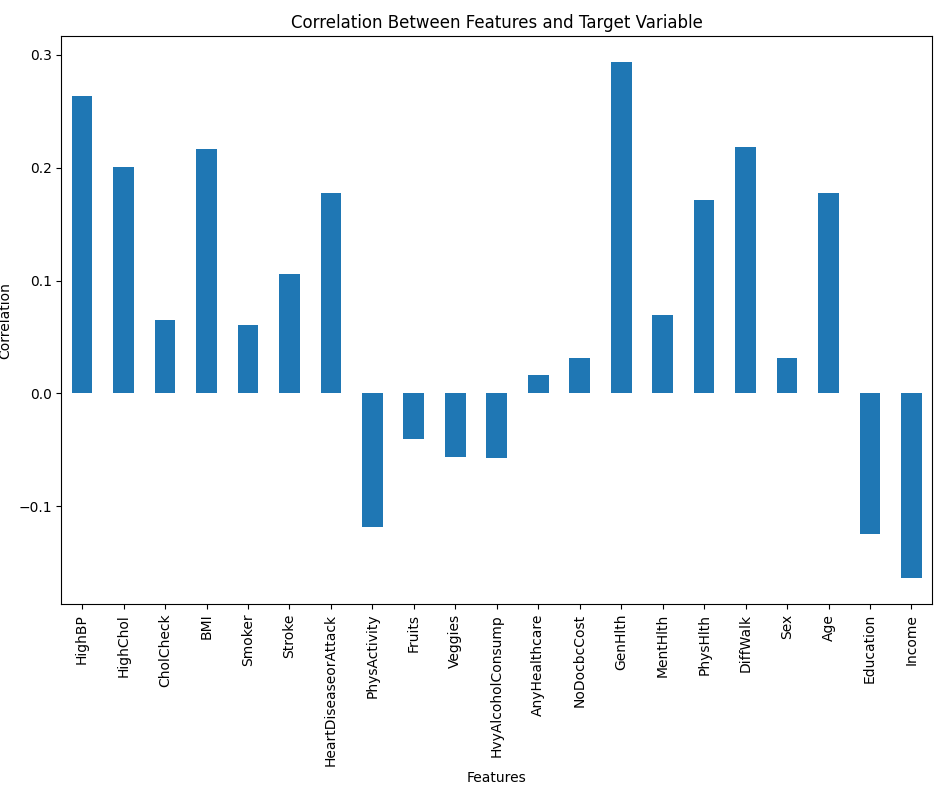 Correlation Between Features and Target Variable
0.3
0.2
0.1
0.0
−0.1
Correlation
HighBP
HighChol
CholCheck
BMI
Smoker
Stroke
HeartDiseaseorAttack
PhysActivity
Fruits
Veggies
HvyAlcoholConsump
AnyHealthcare
NoDocbcCost
GenHlth
MentHlth
PhysHlth
DiffWalk
Sex
Age
Education
Income
Features